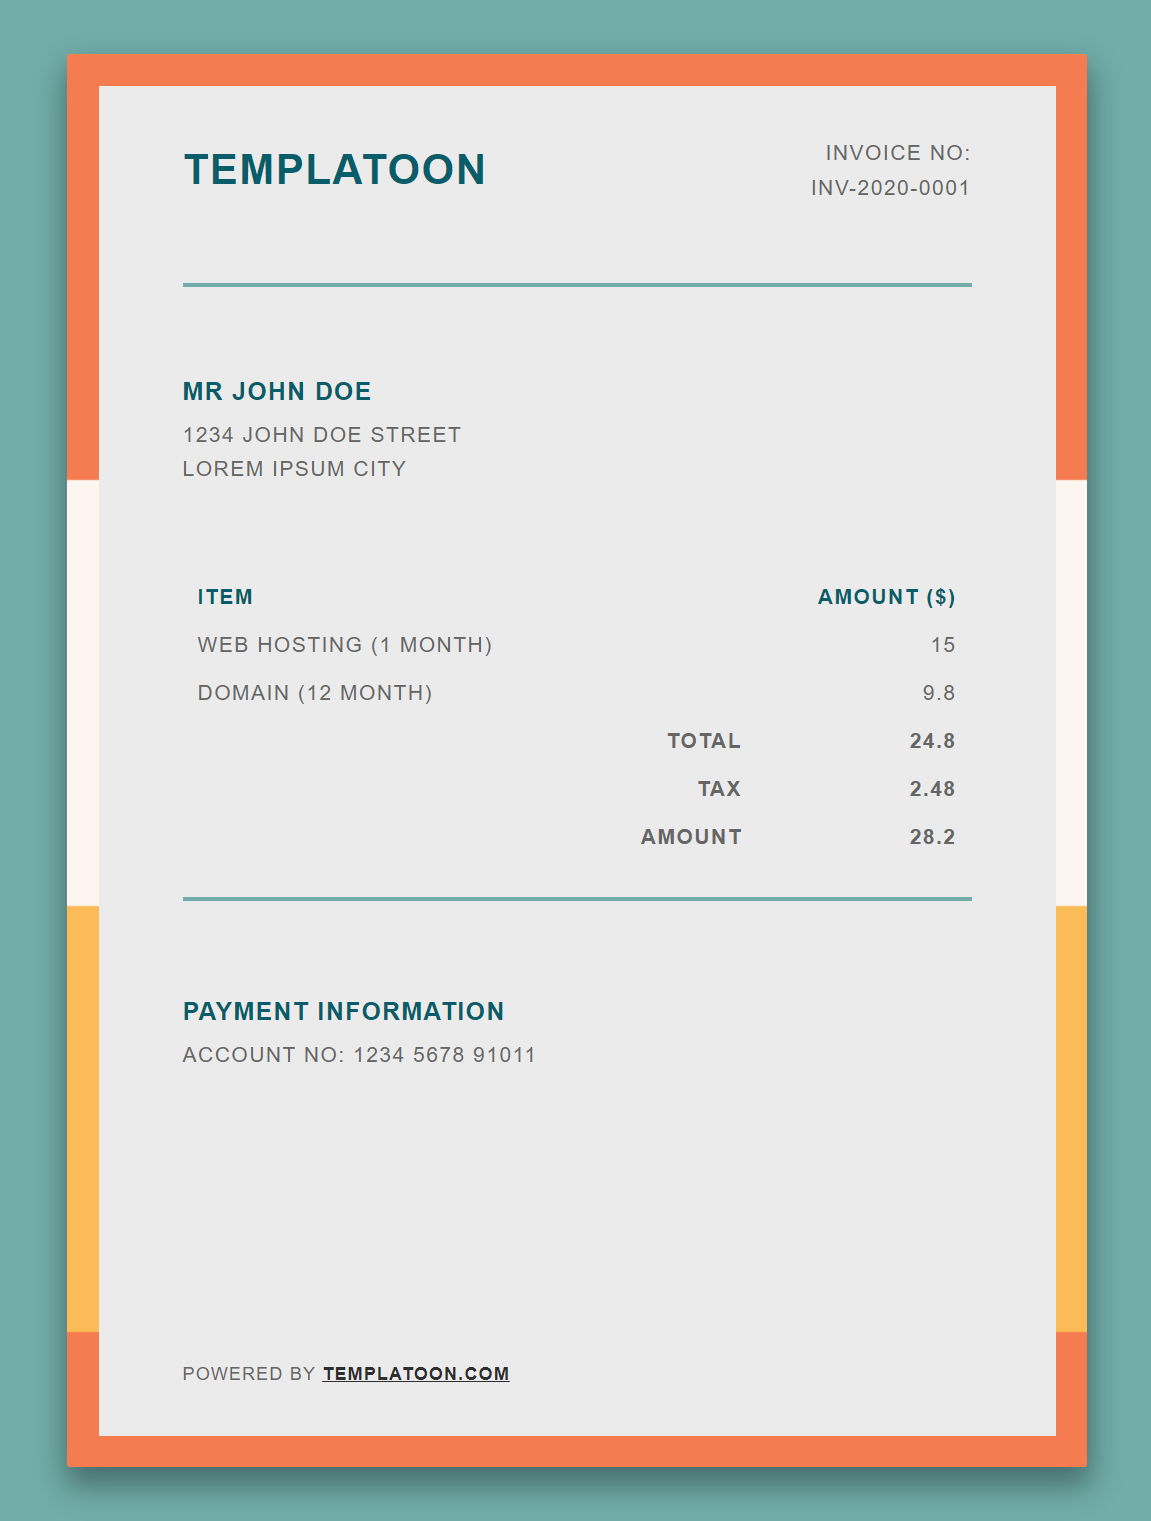 TEMPLATOON
INVOICE NO:
INV-2020-0001
MR JOHN DOE
1234 JOHN DOE STREET
LOREM IPSUM CITY
ITEM AMOUNT ($)
WEB HOSTING (1 MONTH) 15
DOMAIN (12 MONTH) 9.8
TOTAL 24.8
TAX 2.48
AMOUNT 28.2
PAYMENT INFORMATION
ACCOUNT NO: 1234 5678 91011
POWERED BY TEMPLATOON.COM